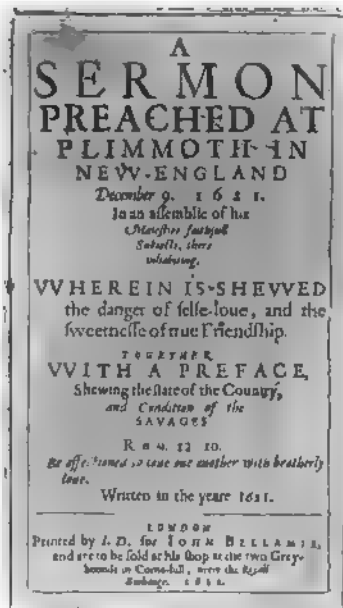 A
SERMON
PREACHED AT
PLIMMOTH-IN
NEVV-ENGLAND
December 9. 1621.
In an assemblie of his
Maiesties faithfull
Subiects, there
inhabiting.
VVHEREIN IS SHEVVED
the danger of selfe-loue, and the
sweetnesse of true Friendship.
TOGETHER
VVITH A PREFACE,
Shewing the state of the Country,
and Condition of the
SAVAGES
ROM. 12 10.
Be affectioned to loue one another with brotherly
loue.
Written in the yeare 1621.
LONDON
Printed by I. D. for IOHN BELLAMIE,
and are to be sold at his shop at the two Grey-
hounds in Corne-hill, neere the Royall
Exchange. 1622.